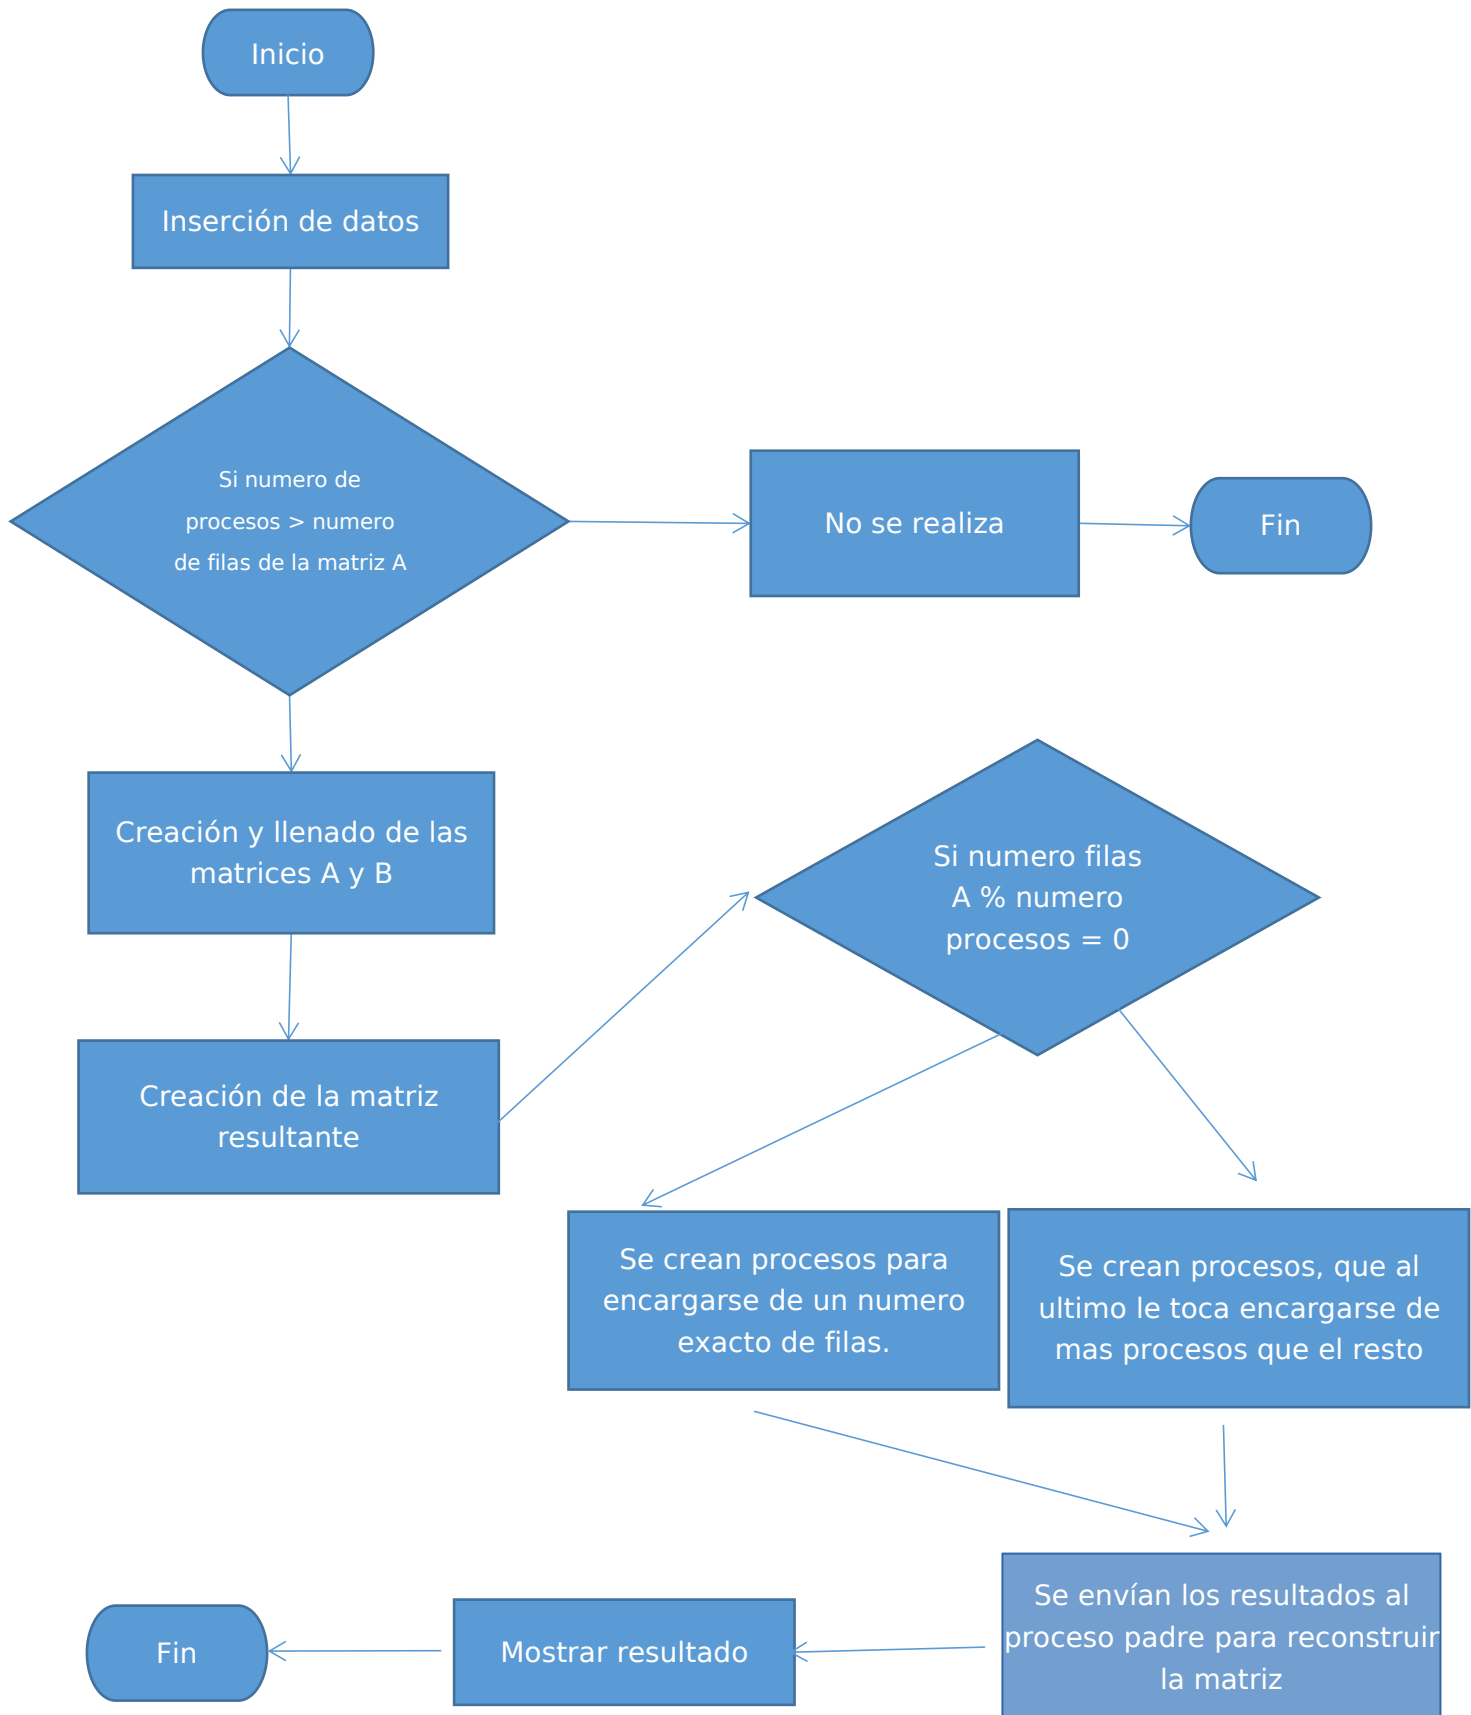 Inicio
Inserción de datos
Si numero de
procesos > numero
de filas de la matriz A
No se realiza
Fin
Creación y llenado de las
matrices A y B
Si numero filas
A % numero
procesos = 0
Creación de la matriz
resultante
Se crean procesos para
encargarse de un numero
exacto de filas.
Se crean procesos, que al
ultimo le toca encargarse de
mas procesos que el resto
Se envían los resultados al
proceso padre para reconstruir
la matriz
Mostrar resultado
Fin